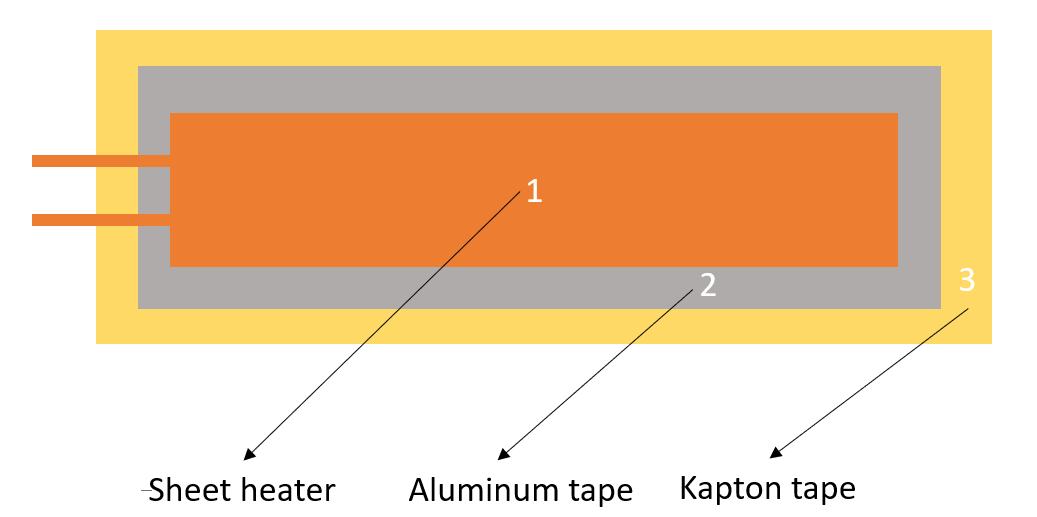 1
2
3
Sheet heater
Aluminum tape
Kapton tape